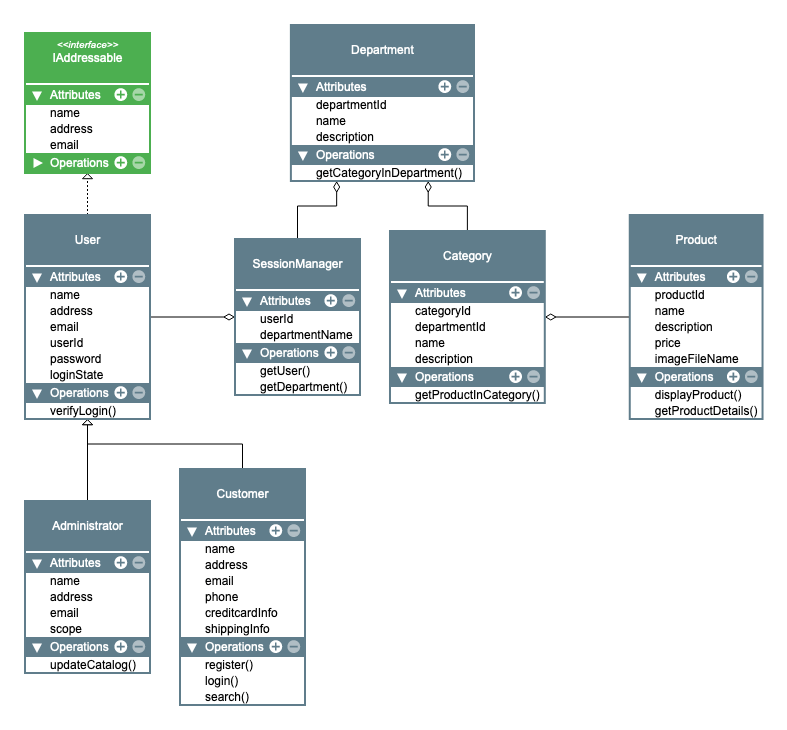 <<interface>>
IAddressable
Attributes
name
address
email
Operations
Department
Attributes
departmentId
name
description
Operations
getCategoryInDepartment()
User
Attributes
name
address
email
userId
password
loginState
Operations
verifyLogin()
SessionManager
Attributes
userId
departmentName
Operations
getUser()
getDepartment()
Category
Attributes
categoryId
departmentId
name
description
Operations
getProductInCategory()
Product
Attributes
productId
name
description
price
imageFileName
Operations
displayProduct()
getProductDetails()
Administrator
Attributes
name
address
email
scope
Operations
updateCatalog()
Customer
Attributes
name
address
email
phone
creditcardInfo
shippingInfo
Operations
register()
login()
search()